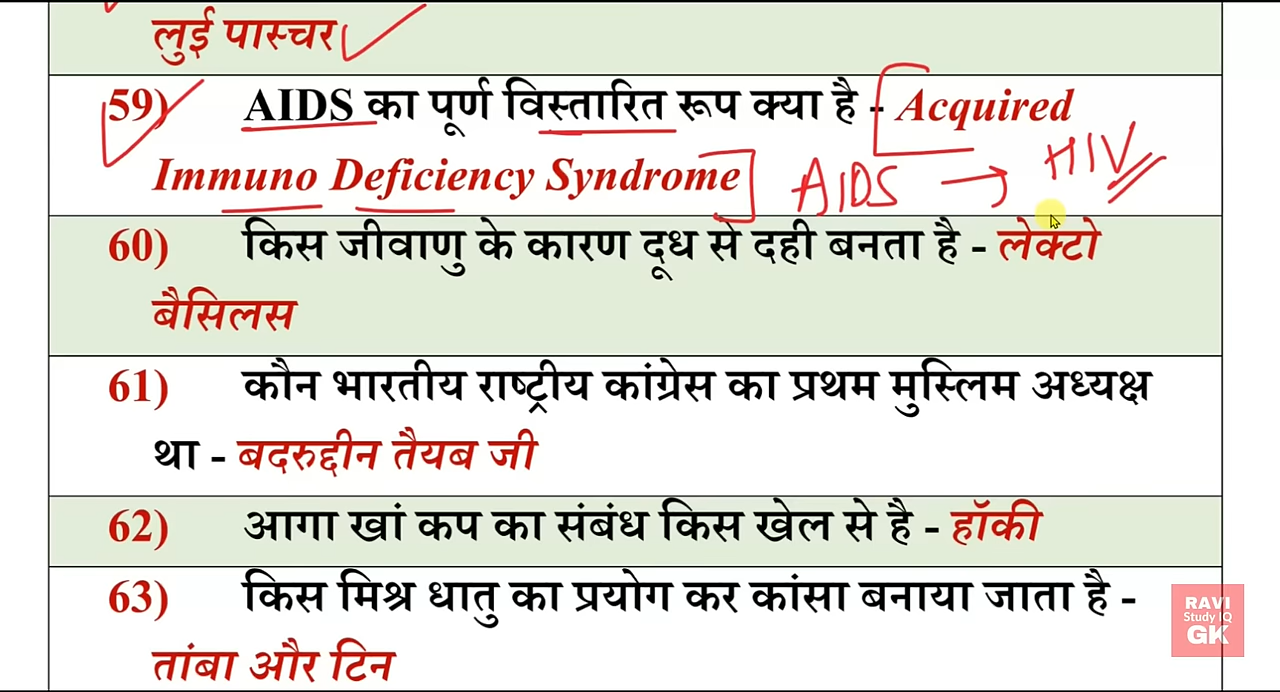 लुई पास्चर
59) AIDS का पूर्ण विस्तारित रूप क्या है - Acquired
Immuno Deficiency Syndrome AIDS → HIV
60) किस जीवाणु के कारण दूध से दही बनता है - लेक्टो
बैसिलस
61) कौन भारतीय राष्ट्रीय कांग्रेस का प्रथम मुस्लिम अध्यक्ष
था - बदरुद्दीन तैयब जी
62) आगा खां कप का संबंध किस खेल से है - हॉकी
63) किस मिश्र धातु का प्रयोग कर कांसा बनाया जाता है -
तांबा और टिन
RAVI
Study IQ
GK